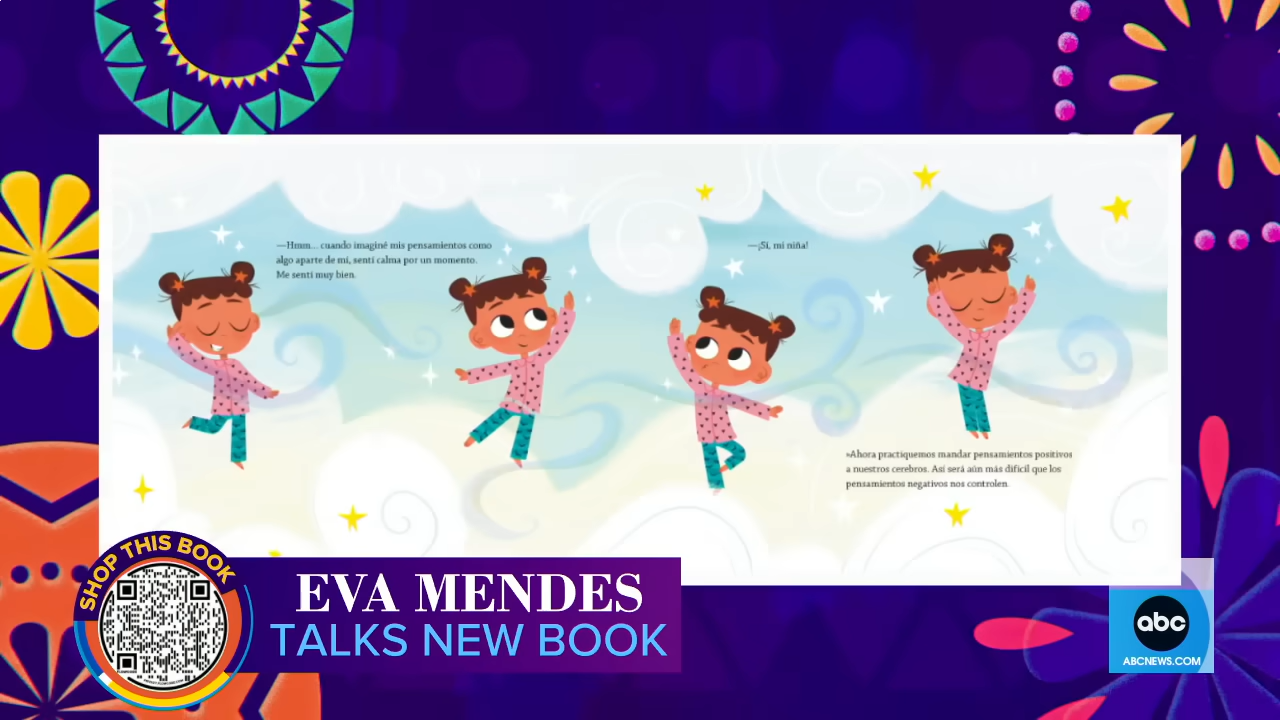 —Hmm... cuando imaginé mis pensamientos como
algo aparte de mí, sentí calma por un momento.
Me sentí muy bien.
—¡Sí, mi niña!
»Ahora practiquemos mandar pensamientos positivos
a nuestros cerebros. Así será aún más difícil que los
pensamientos negativos nos controlen.
SHOP THIS BOOK
EVA MENDES
TALKS NEW BOOK
abc
ABCNEWS.COM